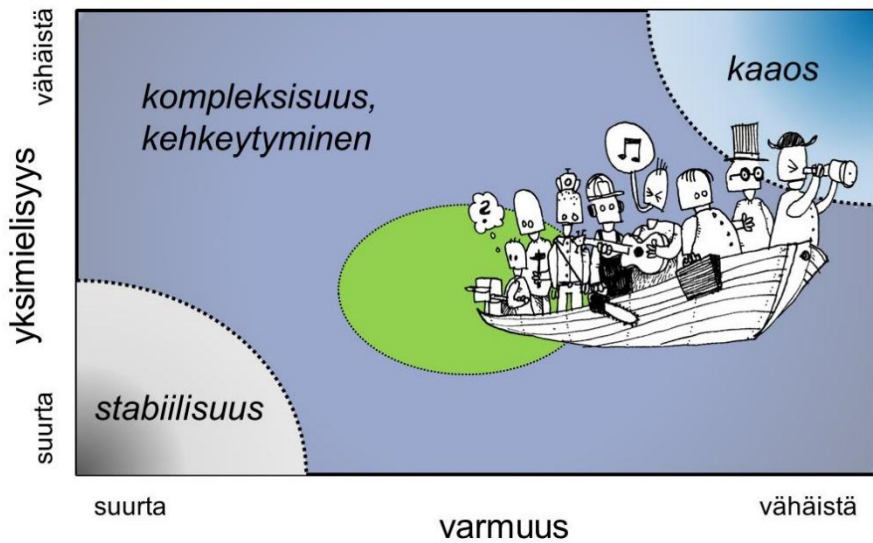 vähäistä
kaaos
kompleksisuus,
kehkeytyminen
yksimielisyys
stabiilisuus
suurta
suurta
vähäistä
varmuus